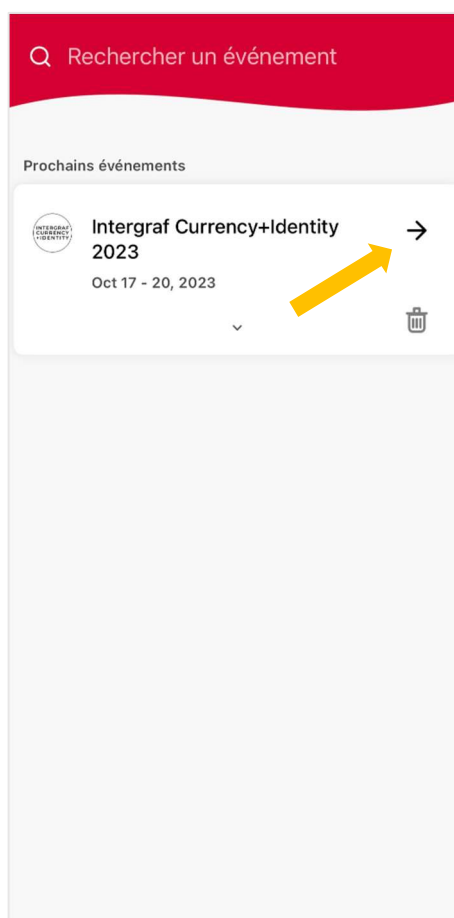 Rechercher un événement
Prochains événements
INTERGRAF
CURRENCY
+IDENTITY
Intergraf Currency+Identity
2023
Oct 17 - 20, 2023